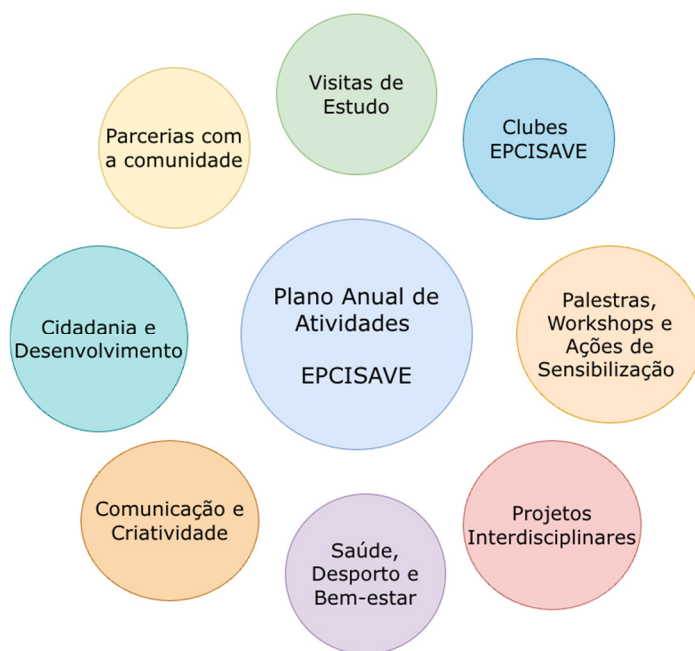 Visitas de
Estudo
Clubes
EPCISAVE
Parcerias com
a comunidade
Palestras,
Workshops e
Ações de
Sensibilização
Plano Anual de
Atividades
EPCISAVE
Cidadania e
Desenvolvimento
Comunicação e
Criatividade
Projetos
Interdisciplinares
Saúde,
Desporto e
Bem-estar